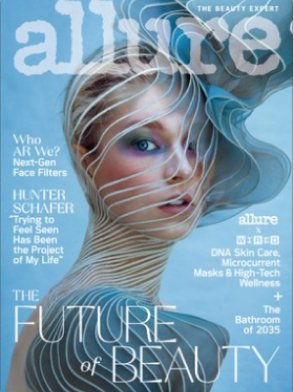 THE BEAUTY EXPERT
allure
Who
AR We?
Next-Gen
Face Filters
HUNTER
SCHAFER
"Trying to
Feel Seen
Has Been
the Project
of My Life"
allure
x
WIRED
DNA Skin Care,
Microcurrent
Masks & High-Tech
Wellness
+
The
Bathroom
of 2035
THE
FUTURE
of BEAUTY